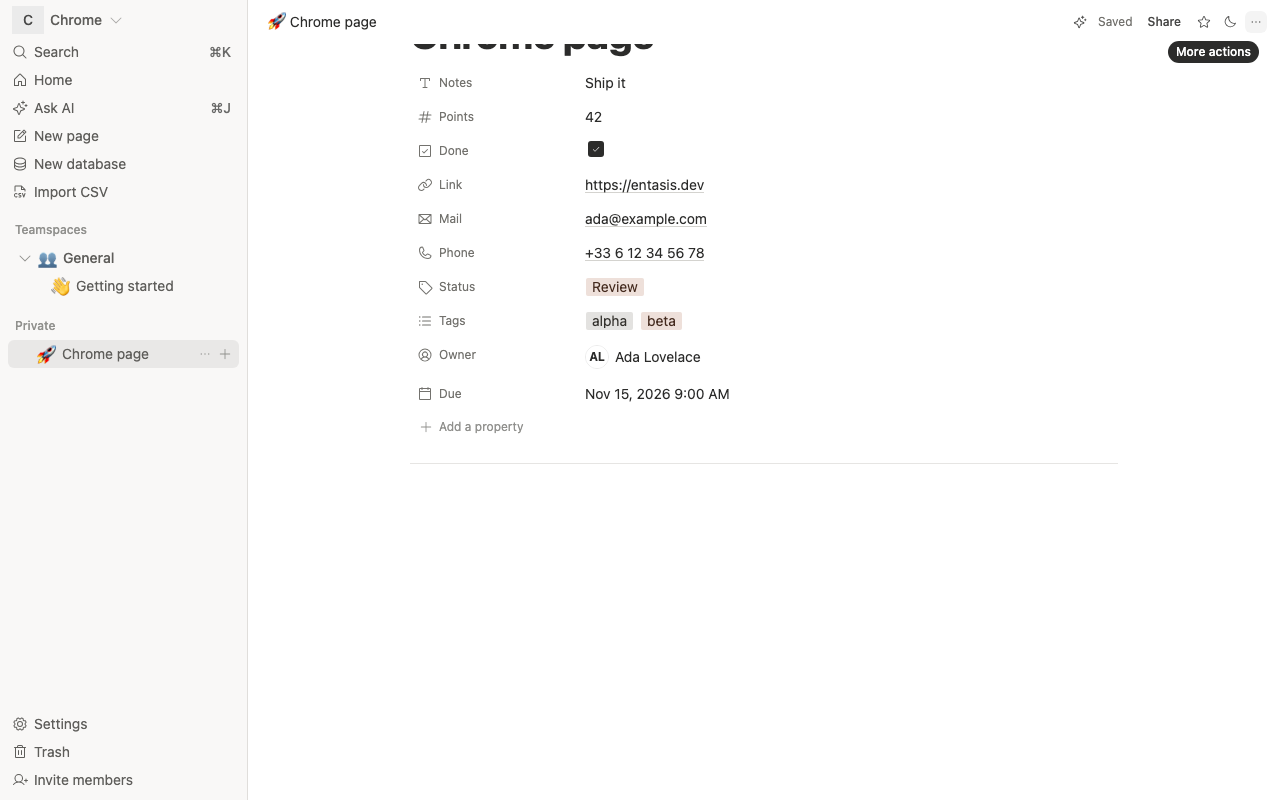 C Chrome
Search ⌘K
Home
Ask AI ⌘J
New page
New database
Import CSV
Teamspaces
General
Getting started
Private
Chrome page
Settings
Trash
Invite members
Chrome page
Saved
Share
More actions
Chrome page
Notes Ship it
Points 42
Done
Link https://entasis.dev
Mail ada@example.com
Phone +33 6 12 34 56 78
Status Review
Tags alpha beta
Owner AL Ada Lovelace
Due Nov 15, 2026 9:00 AM
Add a property